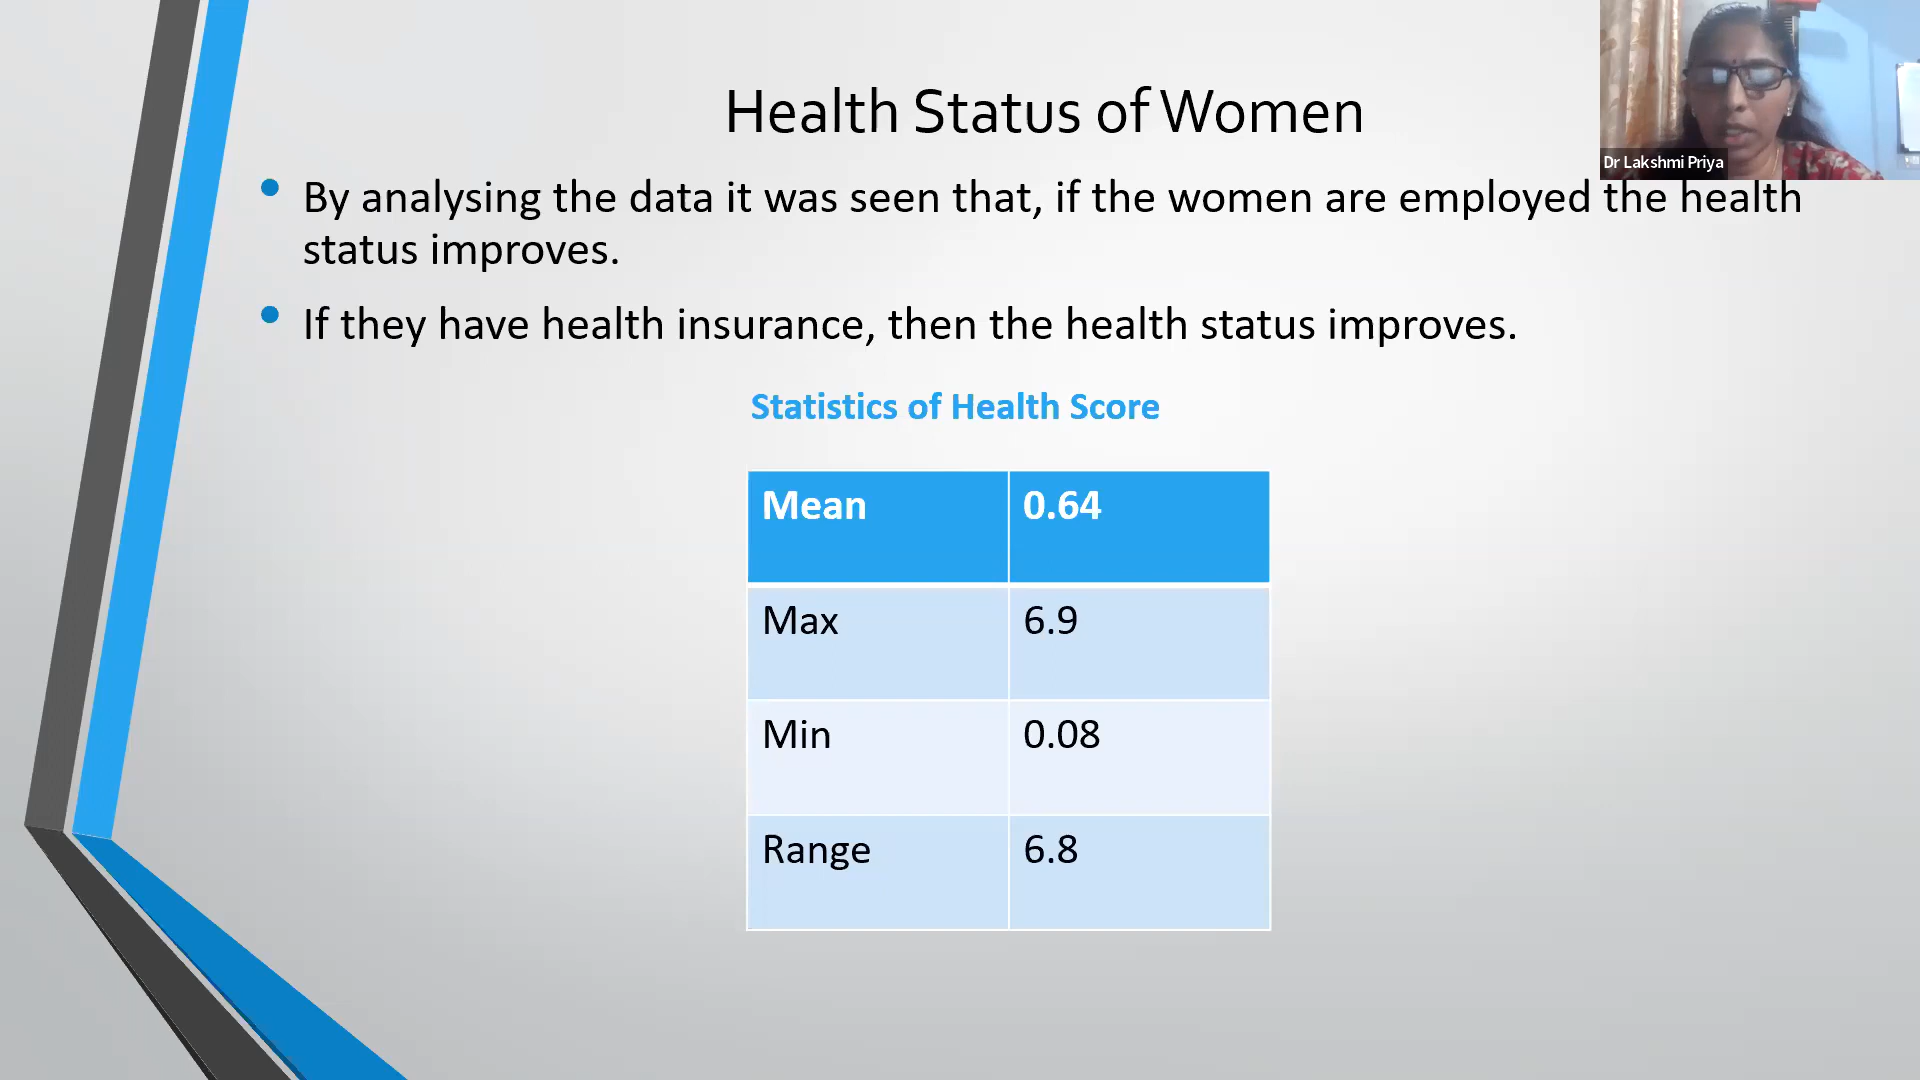 Health Status of Women
Dr Lakshmi Priya
• By analysing the data it was seen that, if the women are employed the health
status improves.
• If they have health insurance, then the health status improves.
Statistics of Health Score
Mean 0.64
Max 6.9
Min 0.08
Range 6.8